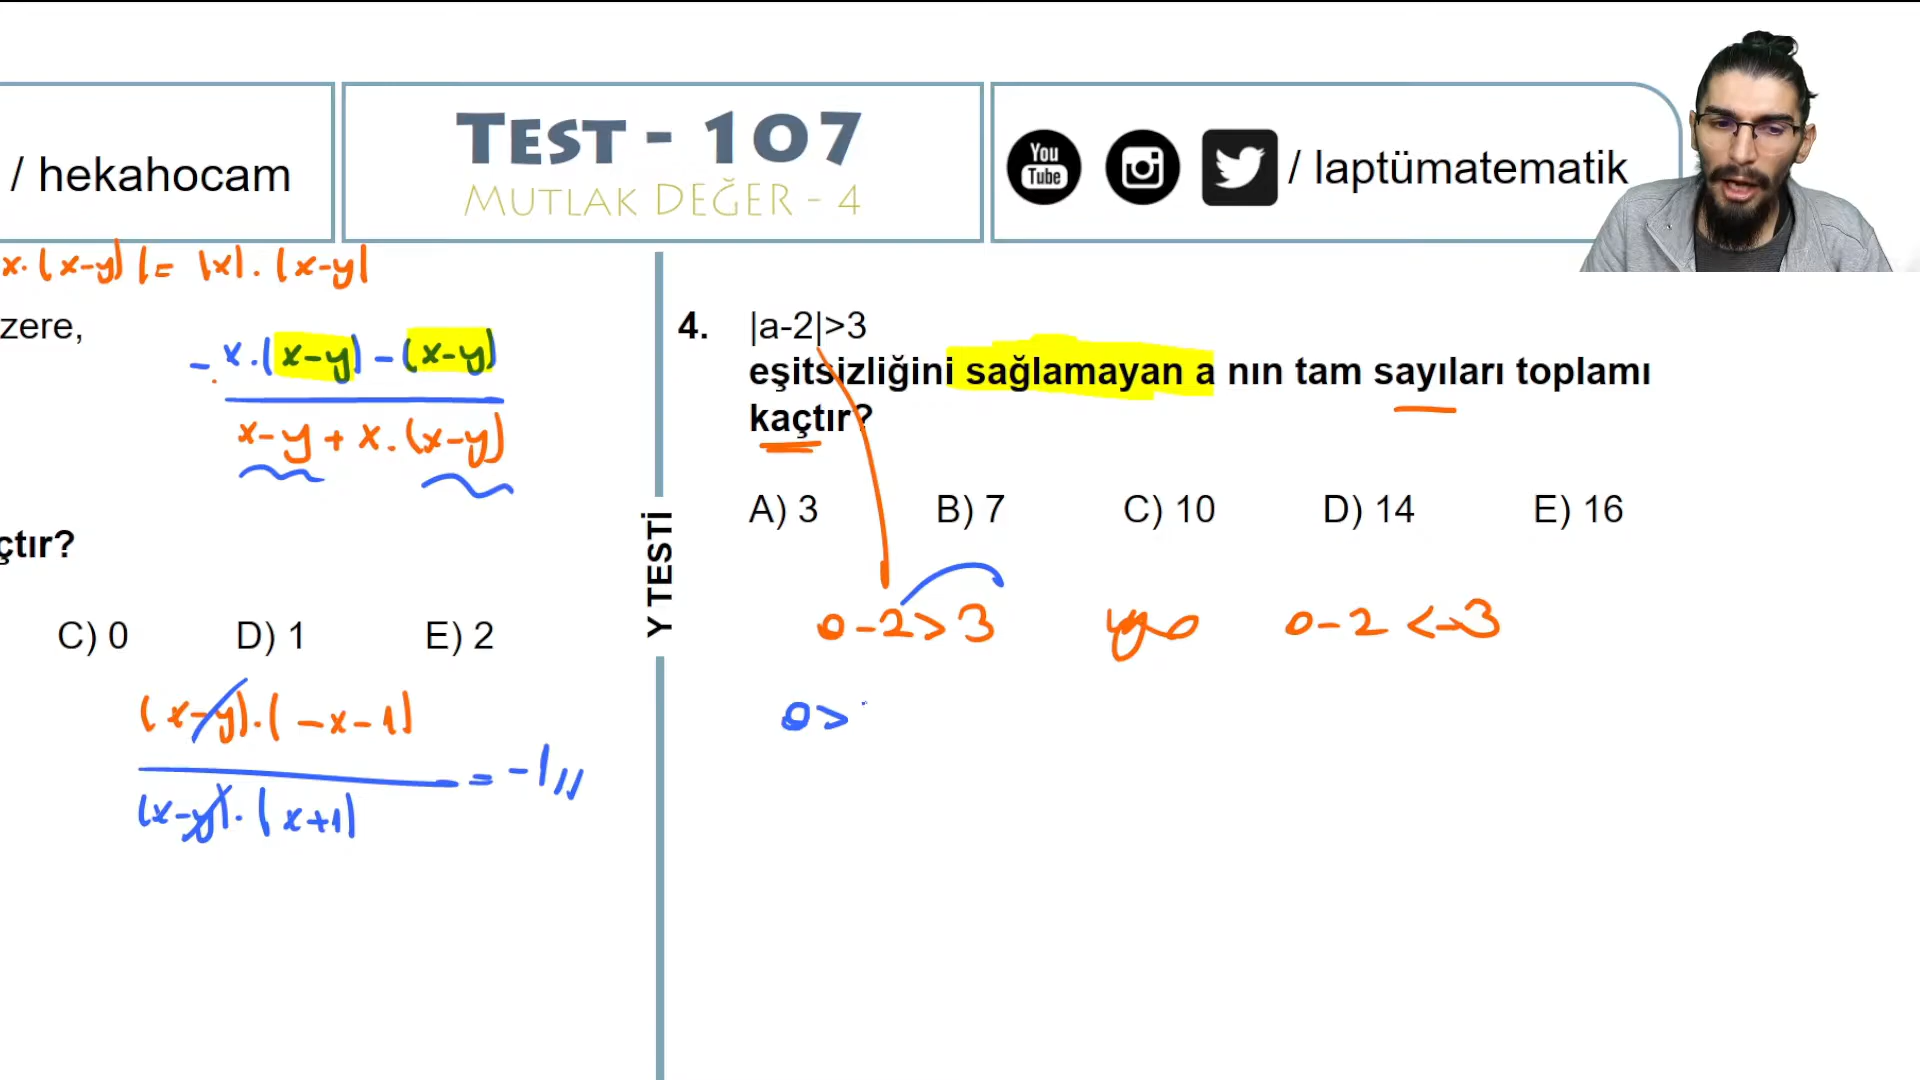 / hekahocam
TEST - 107
MUTLAK DEĞER - 4
You
Tube
/ laptümatematik
x.(x-y)|= |x|.|x-y|
zere,
-x.(x-y)-(x-y)
x-y+x.(x-y)
çtır?
C) 0 D) 1 E) 2
(x-y).(-x-1)
(x-y).(x+1)
= -1//
Y TESTİ
4. |a-2|>3
eşitsizliğini sağlamayan a nın tam sayıları toplamı
kaçtır?
A) 3 B) 7 C) 10 D) 14 E) 16
a-2>3 ya a-2<-3
a>